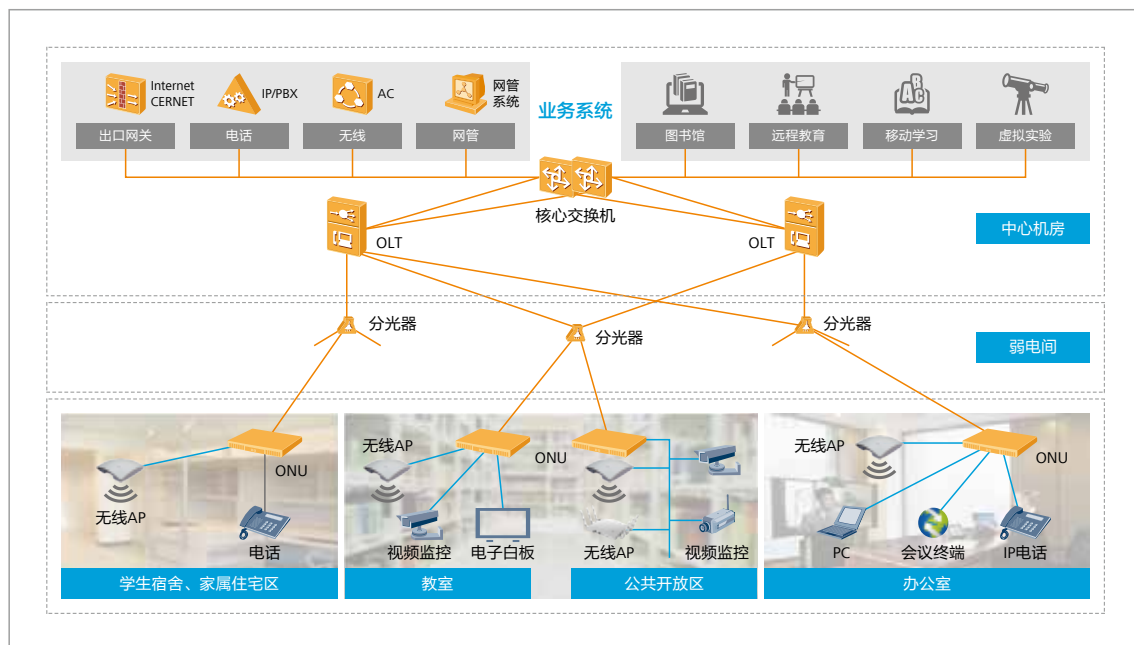 Internet
CERNET
IP/PBX
AC
网管
系统
出口网关
电话
无线
网管
业务系统
图书馆
远程教育
移动学习
虚拟实验
核心交换机
OLT
OLT
中心机房
分光器
分光器
分光器
弱电间
ONU
无线AP
电话
学生宿舍、家属住宅区
无线AP
ONU
视频监控
电子白板
教室
无线AP
视频监控
公共开放区
无线AP
ONU
PC
会议终端
IP电话
办公室